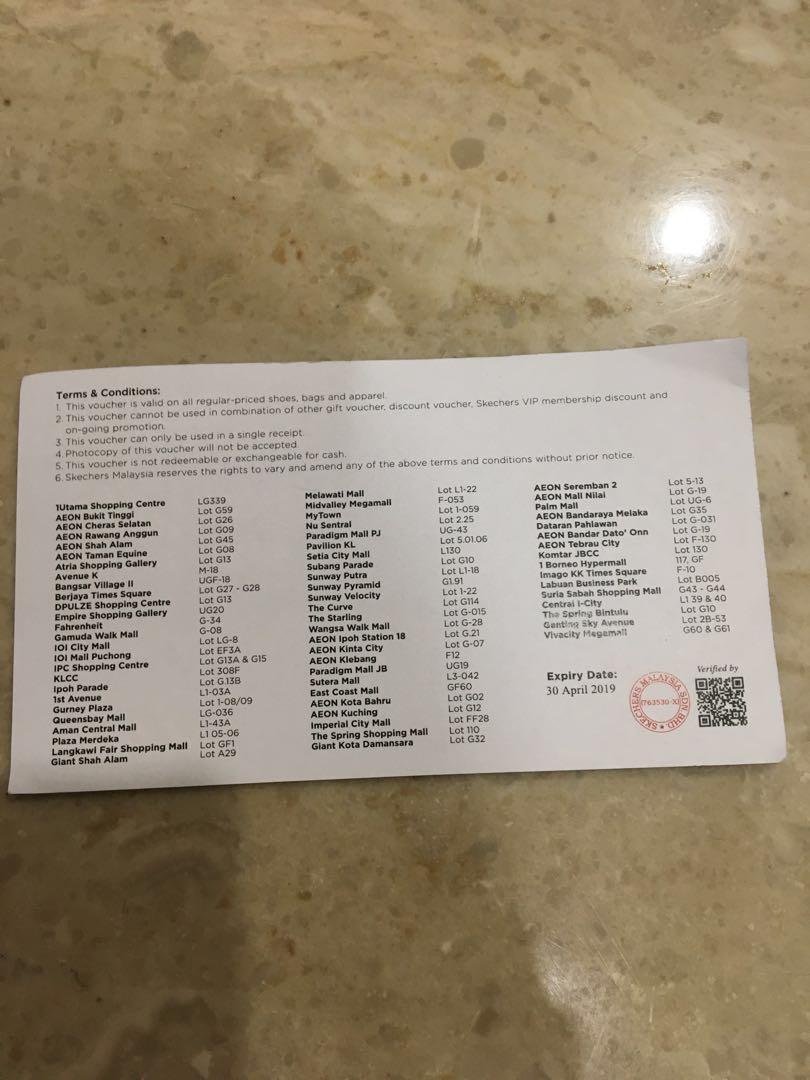 Terms & Conditions:
1. This voucher is valid on all regular-priced shoes, bags and apparel.
2. This voucher cannot be used in combination of other gift voucher, discount voucher, Skechers VIP membership discount and
on-going promotion.
3. This voucher can only be used in a single receipt.
4. Photocopy of this voucher will not be accepted.
5. This voucher is not redeemable or exchangeable for cash.
6. Skechers Malaysia reserves the rights to vary and amend any of the above terms and conditions without prior notice.
1Utama Shopping Centre LG339
AEON Bukit Tinggi Lot G59
AEON Cheras Selatan Lot G26
AEON Rawang Anggun Lot G09
AEON Shah Alam Lot G45
AEON Taman Equine Lot G08
Atria Shopping Gallery Lot G13
Avenue K M-18
Bangsar Village II UGF-18
Berjaya Times Square Lot G27 - G28
DPULZE Shopping Centre Lot G13
Empire Shopping Gallery UG20
Fahrenheit G-34
Gamuda Walk Mall G-08
IOI City Mall Lot LG-8
IOI Mall Puchong Lot EF3A
IPC Shopping Centre Lot G13A & G15
KLCC Lot 308F
Ipoh Parade Lot G.13B
1st Avenue L1-03A
Gurney Plaza Lot 1-08/09
Queensbay Mall LG-036
Aman Central Mall L1-43A
Plaza Merdeka L1 05-06
Langkawi Fair Shopping Mall Lot GF1
Giant Shah Alam Lot A29
Melawati Mall Lot L1-22
Midvalley Megamall F-053
MyTown Lot 1-059
Nu Sentral Lot 2.25
Paradigm Mall PJ UG-43
Pavilion KL Lot 5.01.06
Setia City Mall L130
Subang Parade Lot G10
Sunway Putra Lot L1-18
Sunway Pyramid G1.91
Sunway Velocity Lot 1-22
The Curve Lot G114
The Starling Lot G-015
Wangsa Walk Mall Lot G-28
AEON Ipoh Station 18 Lot G.21
AEON Kinta City Lot G-07
AEON Klebang F12
Paradigm Mall JB UG19
Sutera Mall L3-042
East Coast Mall GF60
AEON Kota Bahru Lot G02
AEON Kuching Lot G12
Imperial City Mall Lot FF28
The Spring Shopping Mall Lot 110
Giant Kota Damansara Lot G32
AEON Seremban 2 Lot 5-13
AEON Mall Nilai Lot G-19
Palm Mall Lot UG-6
AEON Bandaraya Melaka Lot G35
Dataran Pahlawan Lot G-031
AEON Bandar Dato' Onn Lot G-19
AEON Tebrau City Lot F-130
Komtar JBCC Lot 130
1 Borneo Hypermall 117, GF
Imago KK Times Square F-10
Labuan Business Park Lot B005
Suria Sabah Shopping Mall G43 - G44
Central i-City L1 39 & 40
The Spring Bintulu Lot G10
Genting Sky Avenue Lot 2B-53
Vivacity Megamall G60 & G61
Expiry Date:
30 April 2019
SKECHERS MALAYSIA SDN BHD
(763530-X)
Verified by